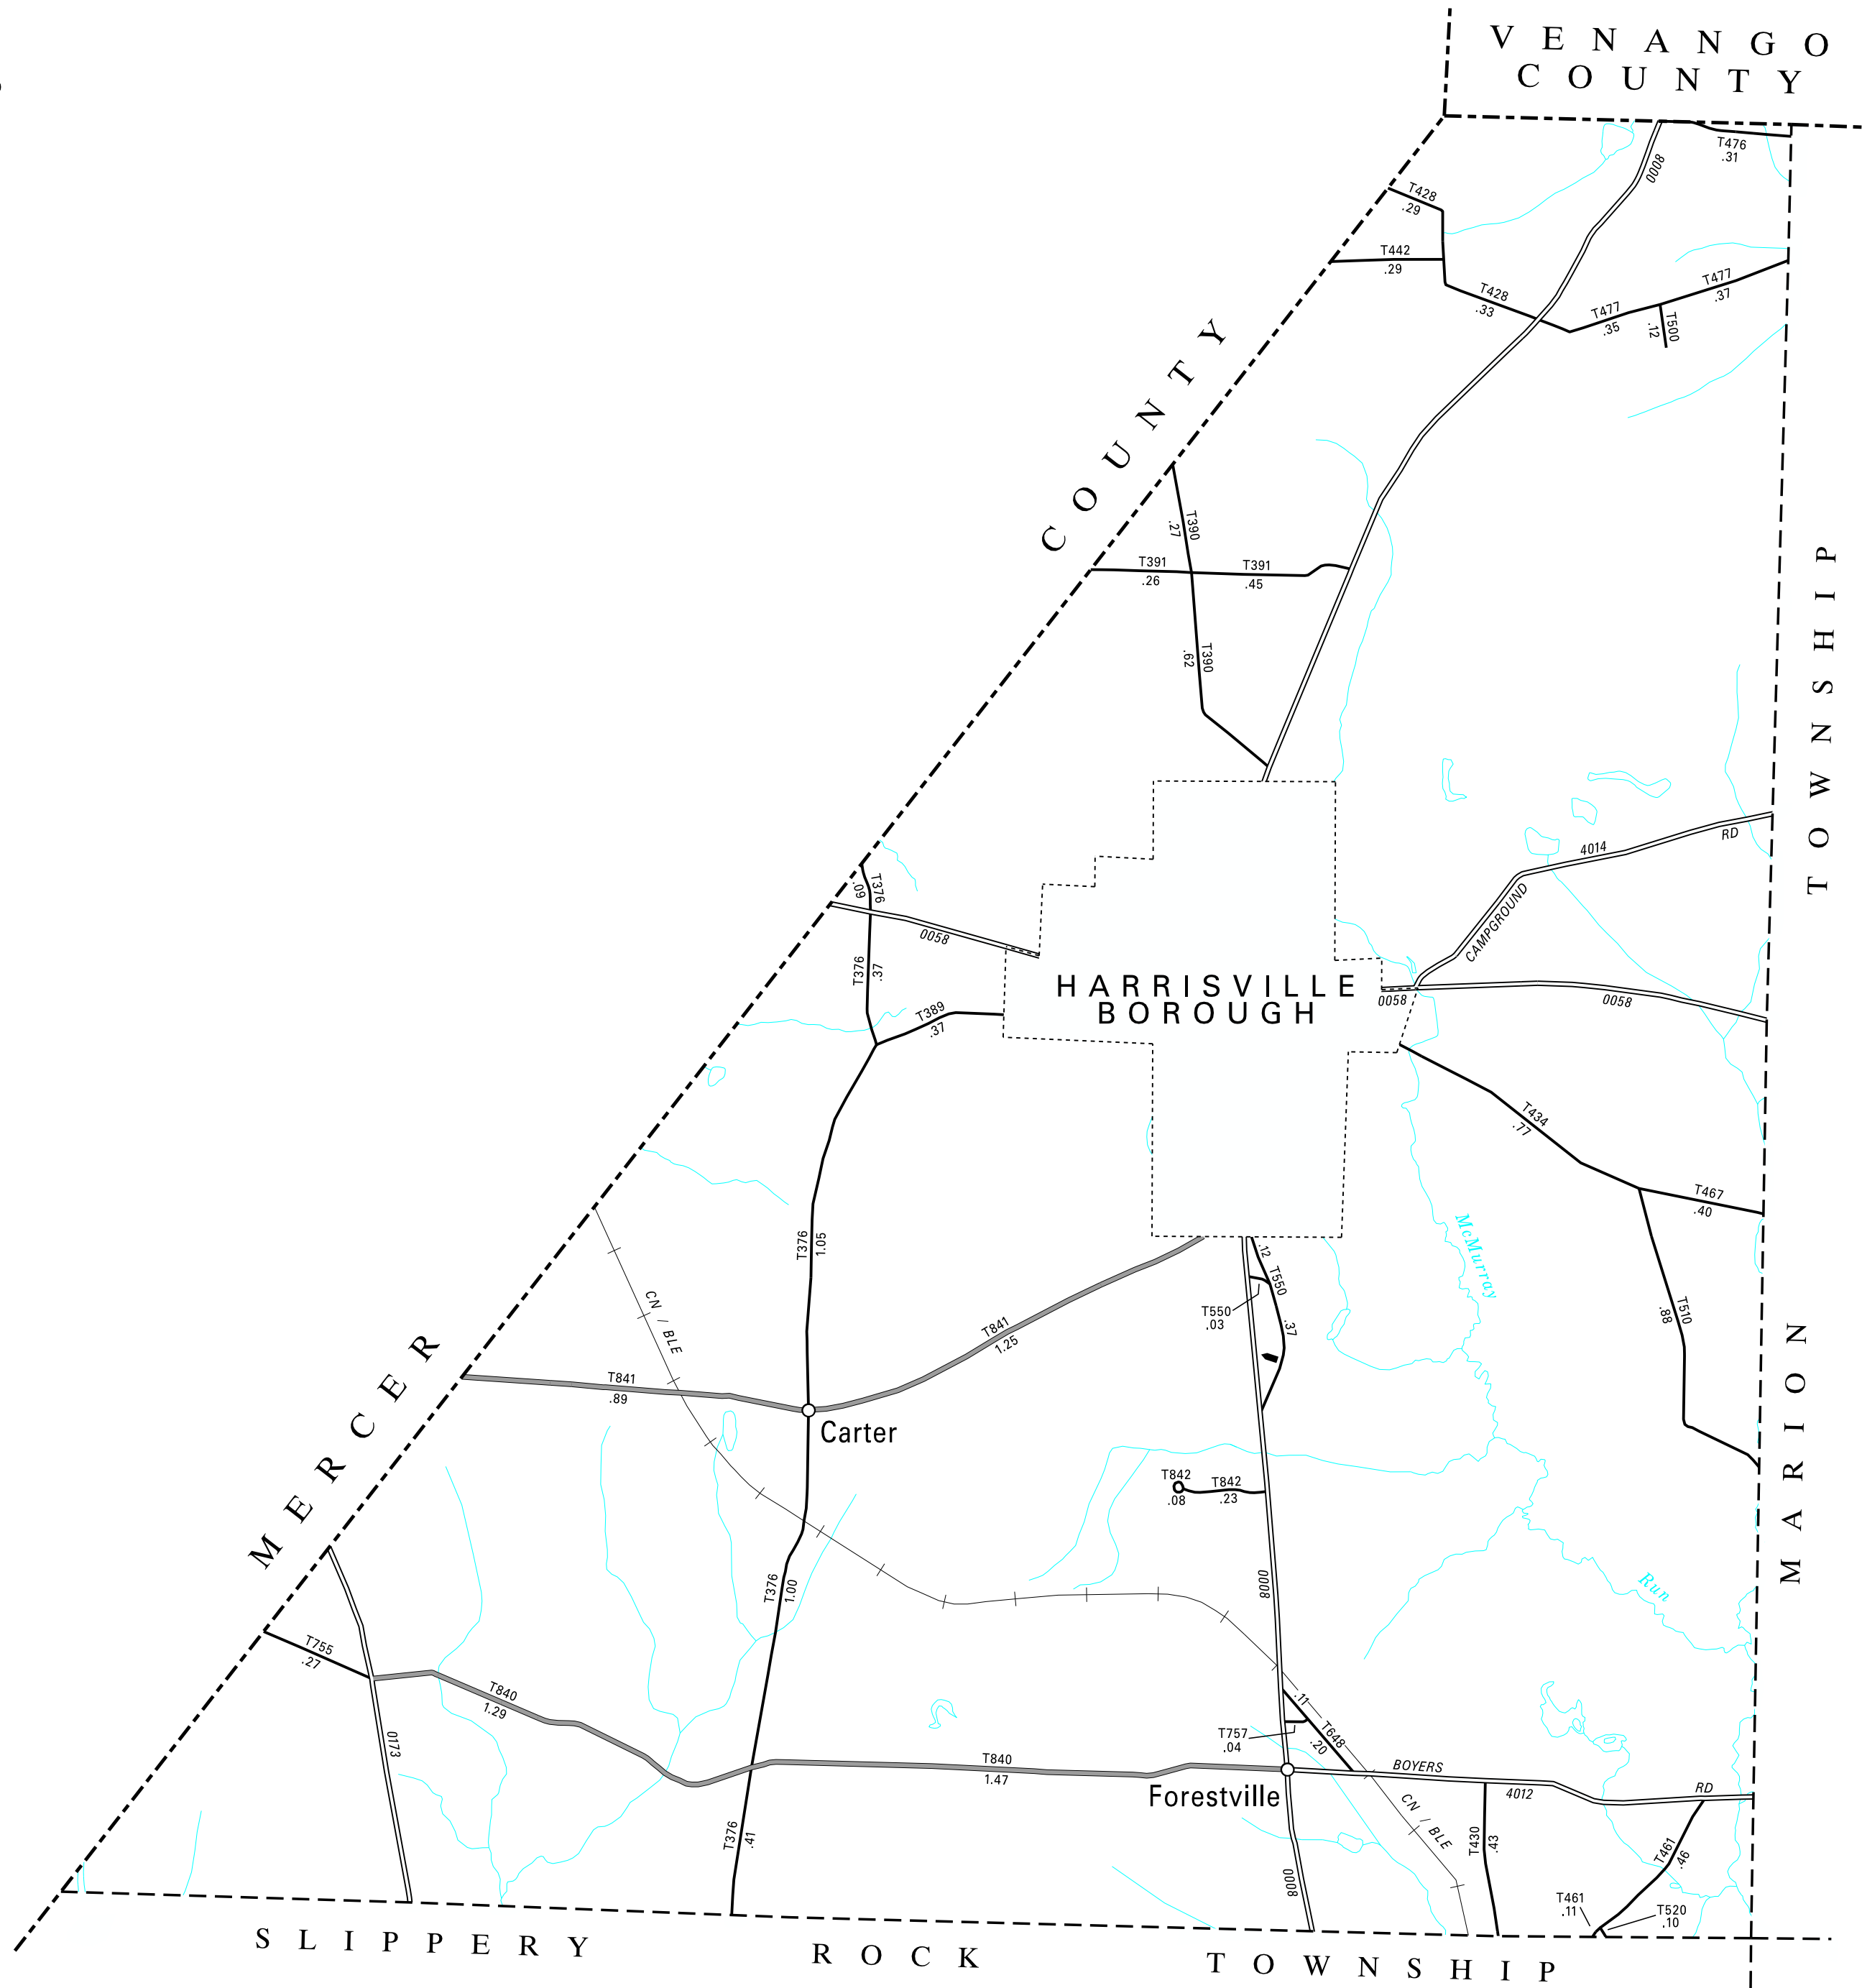 VENANGO
COUNTY
T476
.31
0008
T428
.29
T442
.29
T428
.33
T477
.35
T477
.37
T500
.12
COUNTY
T390
.27
T391
.26
T391
.45
T390
.62
TOWNSHIP
4014
RD
CAMPGROUND
T376
.09
0058
T376
.37
T389
.37
HARRISVILLE
BOROUGH
0058
0058
T434
.77
T467
.40
McMurray
T376
1.05
.12
T550
T550
.03
.37
T510
.88
CN / BLE
T841
1.25
T841
.89
Carter
MERCER
MARION
T842
.08
T842
.23
0008
Run
T376
1.00
T755
.27
T840
1.29
0173
.11
T648
.20
T757
.04
T840
1.47
BOYERS
4012
RD
Forestville
CN / BLE
T376
.41
T430
.43
T461
.46
0008
T461
.11
T520
.10
SLIPPERY ROCK TOWNSHIP